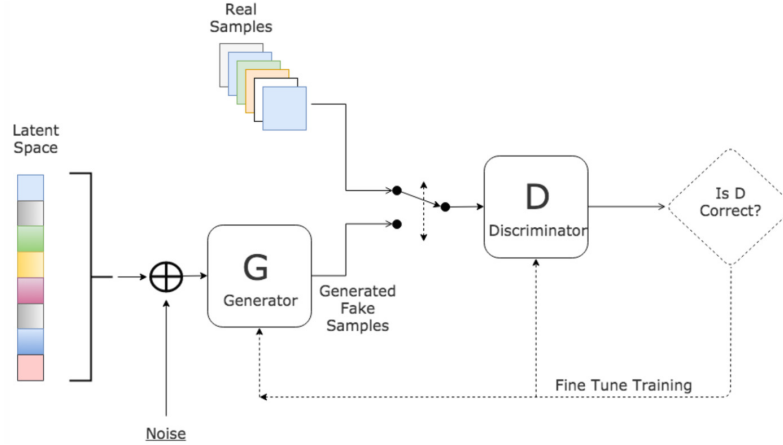 Real
Samples
Latent
Space
G
Generator
Generated
Fake
Samples
D
Discriminator
Is D
Correct?
Fine Tune Training
Noise